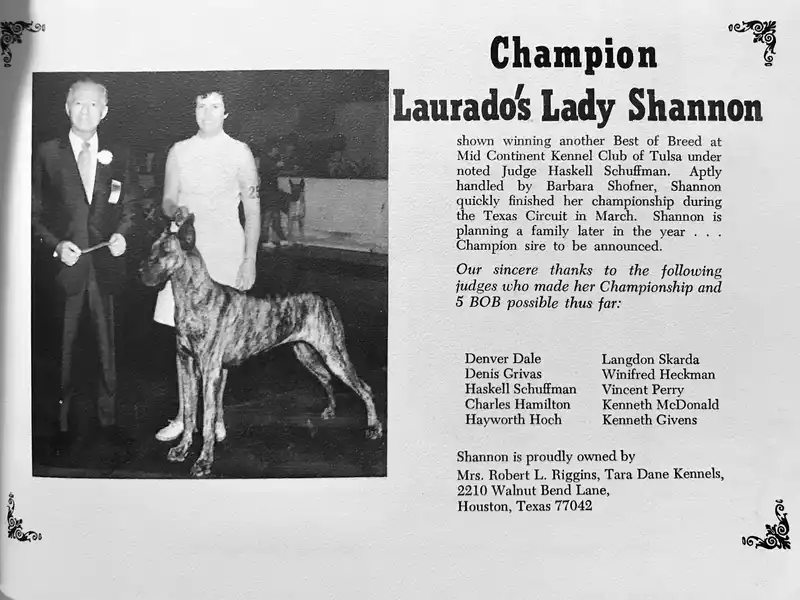 Champion
Laurado's Lady Shannon
shown winning another Best of Breed at
Mid Continent Kennel Club of Tulsa under
noted Judge Haskell Schuffman. Aptly
handled by Barbara Shofner, Shannon
quickly finished her championship during
the Texas Circuit in March. Shannon is
planning a family later in the year . . .
Champion sire to be announced.
Our sincere thanks to the following
judges who made her Championship and
5 BOB possible thus far:
Denver Dale
Denis Grivas
Haskell Schuffman
Charles Hamilton
Hayworth Hoch
Langdon Skarda
Winifred Heckman
Vincent Perry
Kenneth McDonald
Kenneth Givens
Shannon is proudly owned by
Mrs. Robert L. Riggins, Tara Dane Kennels,
2210 Walnut Bend Lane,
Houston, Texas 77042